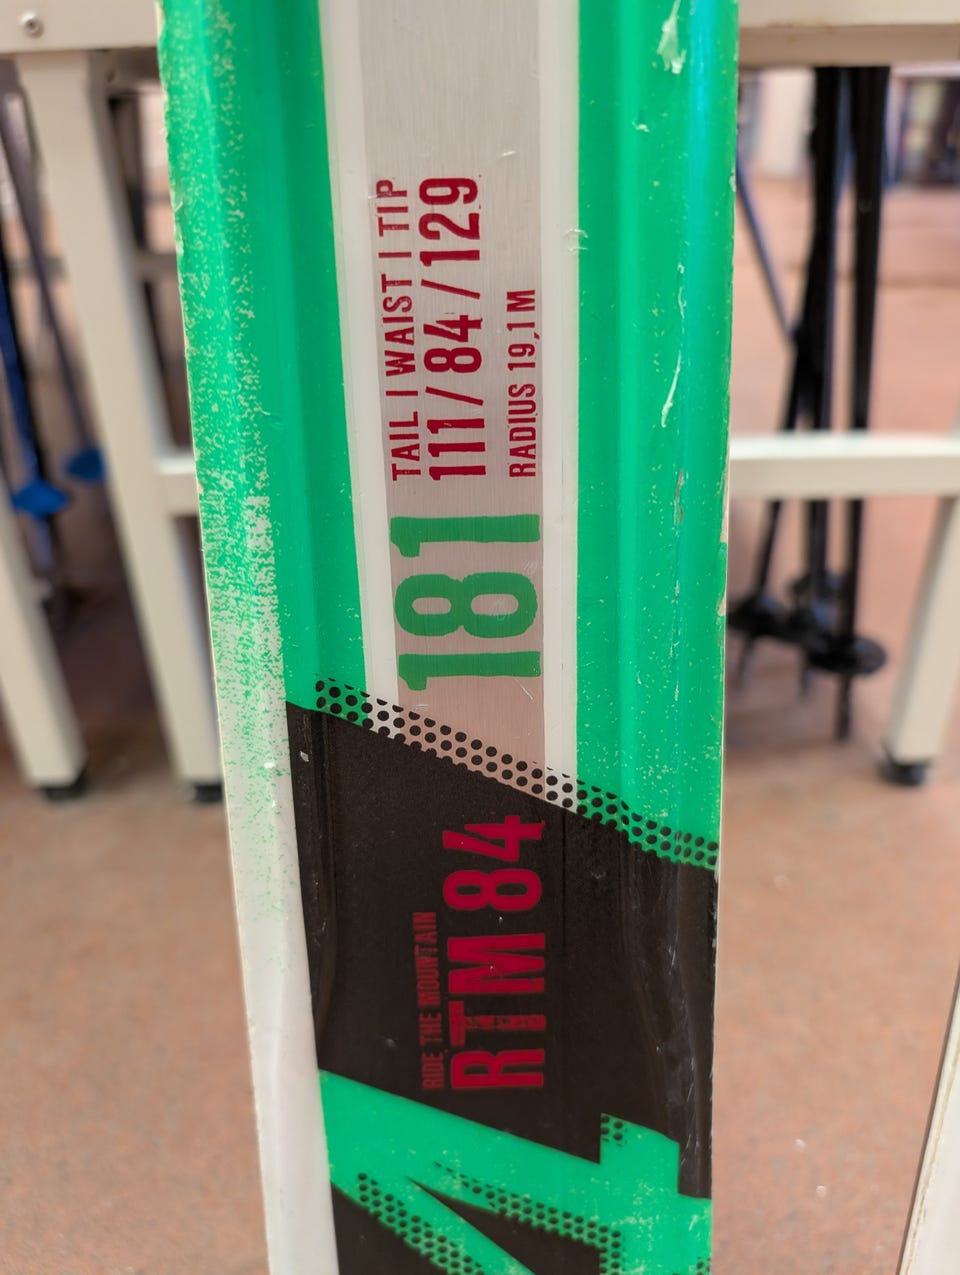 TAIL | WAIST | TIP
111 / 84 / 129
RADIUS 19,1 M
181
RIDE THE MOUNTAIN
RTM 84